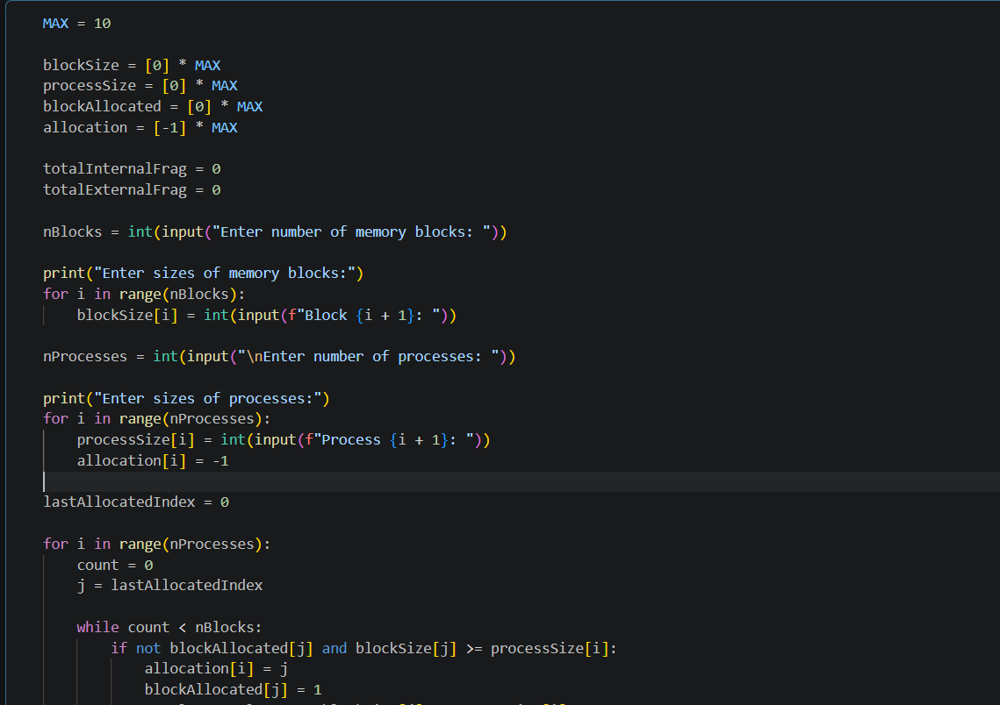 MAX = 10
blockSize = [0] * MAX
processSize = [0] * MAX
blockAllocated = [0] * MAX
allocation = [-1] * MAX
totalInternalFrag = 0
totalExternalFrag = 0
nBlocks = int(input("Enter number of memory blocks: "))
print("Enter sizes of memory blocks:")
for i in range(nBlocks):
    blockSize[i] = int(input(f"Block {i + 1}: "))
nProcesses = int(input("\nEnter number of processes: "))
print("Enter sizes of processes:")
for i in range(nProcesses):
    processSize[i] = int(input(f"Process {i + 1}: "))
    allocation[i] = -1
lastAllocatedIndex = 0
for i in range(nProcesses):
    count = 0
    j = lastAllocatedIndex
    while count < nBlocks:
        if not blockAllocated[j] and blockSize[j] >= processSize[i]:
            allocation[i] = j
            blockAllocated[j] = 1